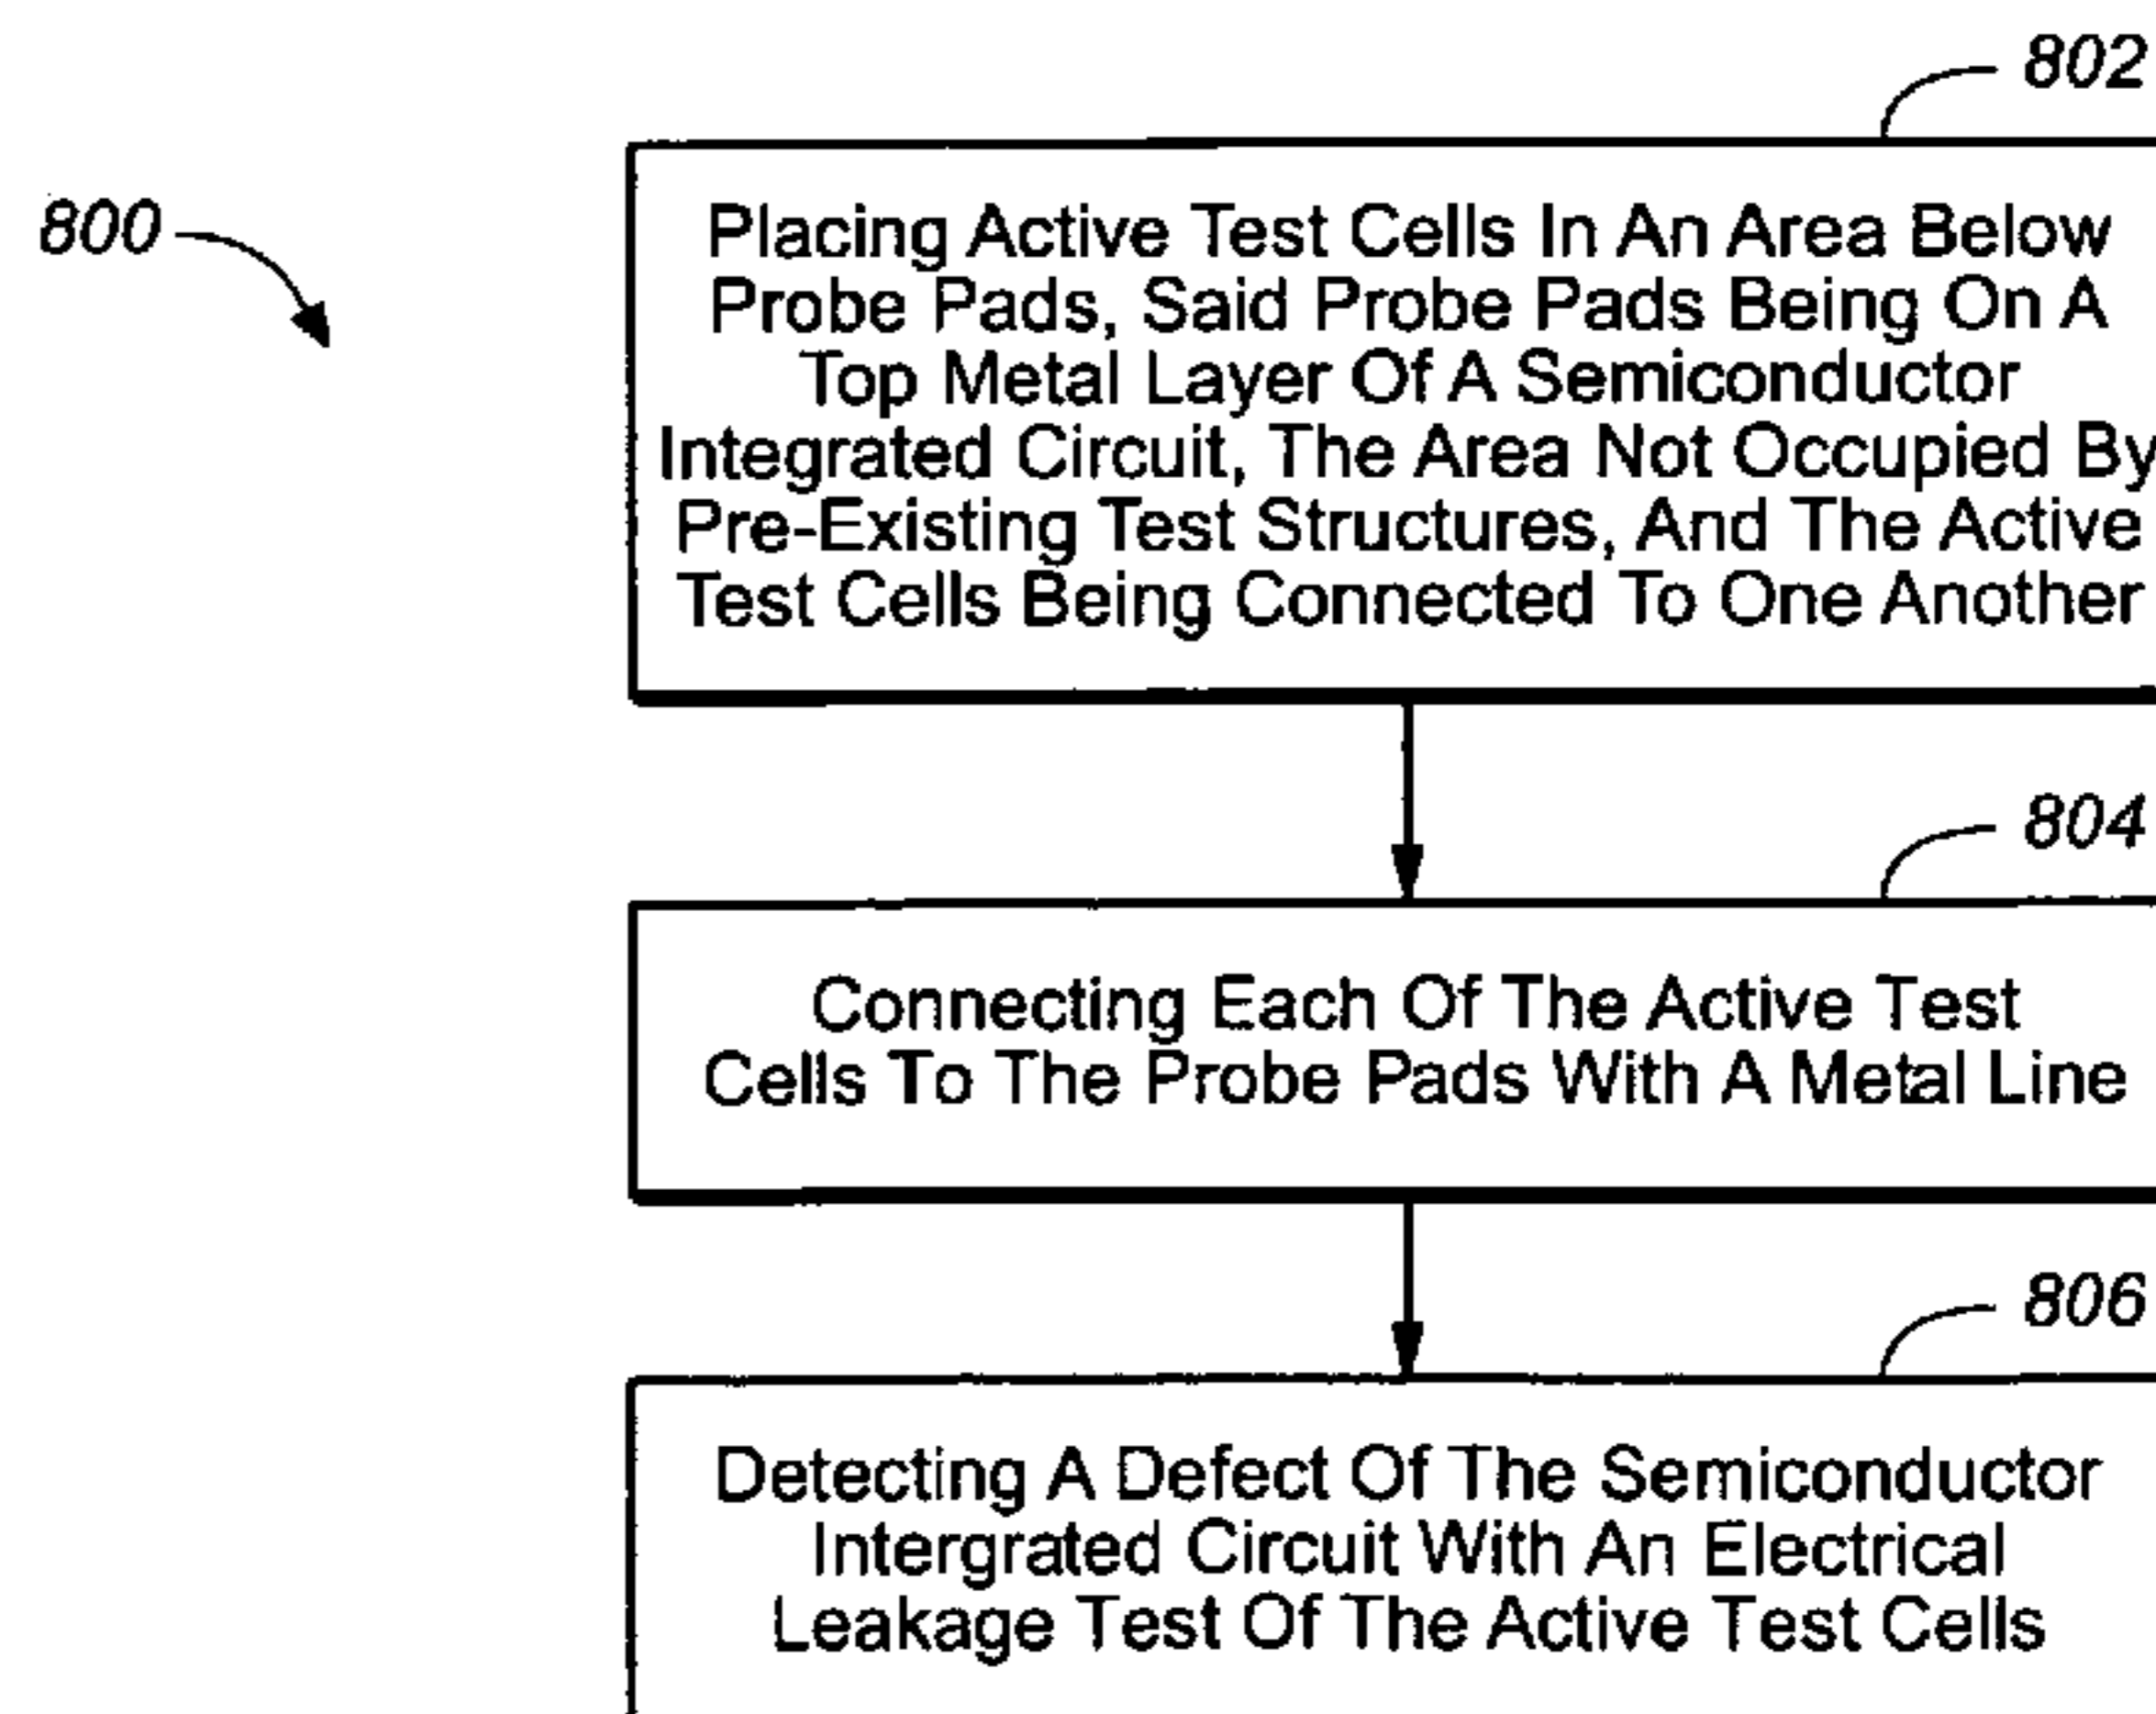 802
800
Placing Active Test Cells In An Area Below
Probe Pads, Said Probe Pads Being On A
Top Metal Layer Of A Semiconductor
Integrated Circuit, The Area Not Occupied By
Pre-Existing Test Structures, And The Active
Test Cells Being Connected To One Another
804
Connecting Each Of The Active Test
Cells To The Probe Pads With A Metal Line
806
Detecting A Defect Of The Semiconductor
Intergrated Circuit With An Electrical
Leakage Test Of The Active Test Cells